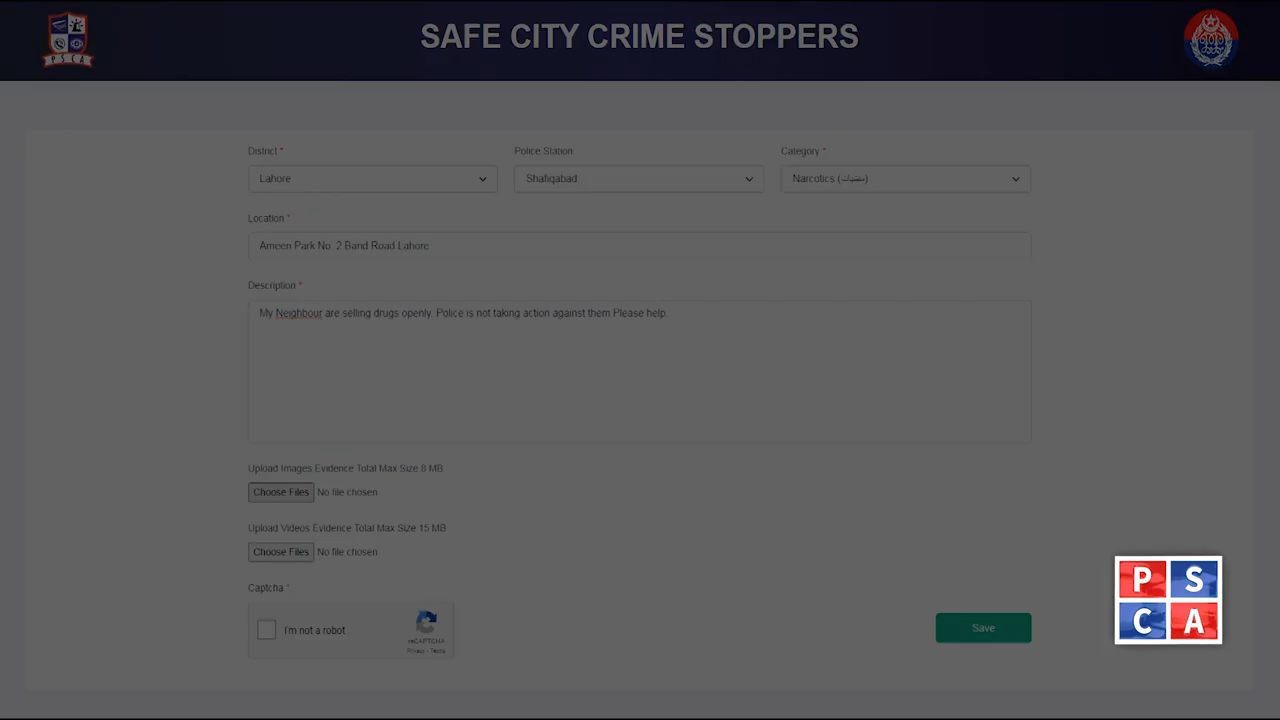 SAFE CITY CRIME STOPPERS
PSCA
District *
Police Station
Category *
Lahore
Shafiqabad
Narcotics (منشیات)
Location *
Ameen Park No. 2 Band Road Lahore
Description *
My Neighbour are selling drugs openly. Police is not taking action against them Please help.
Upload Images Evidence Total Max Size 8 MB
Choose Files No file chosen
Upload Videos Evidence Total Max Size 15 MB
Choose Files No file chosen
Captcha *
I'm not a robot
reCAPTCHA
Privacy - Terms
Save
P S
C A